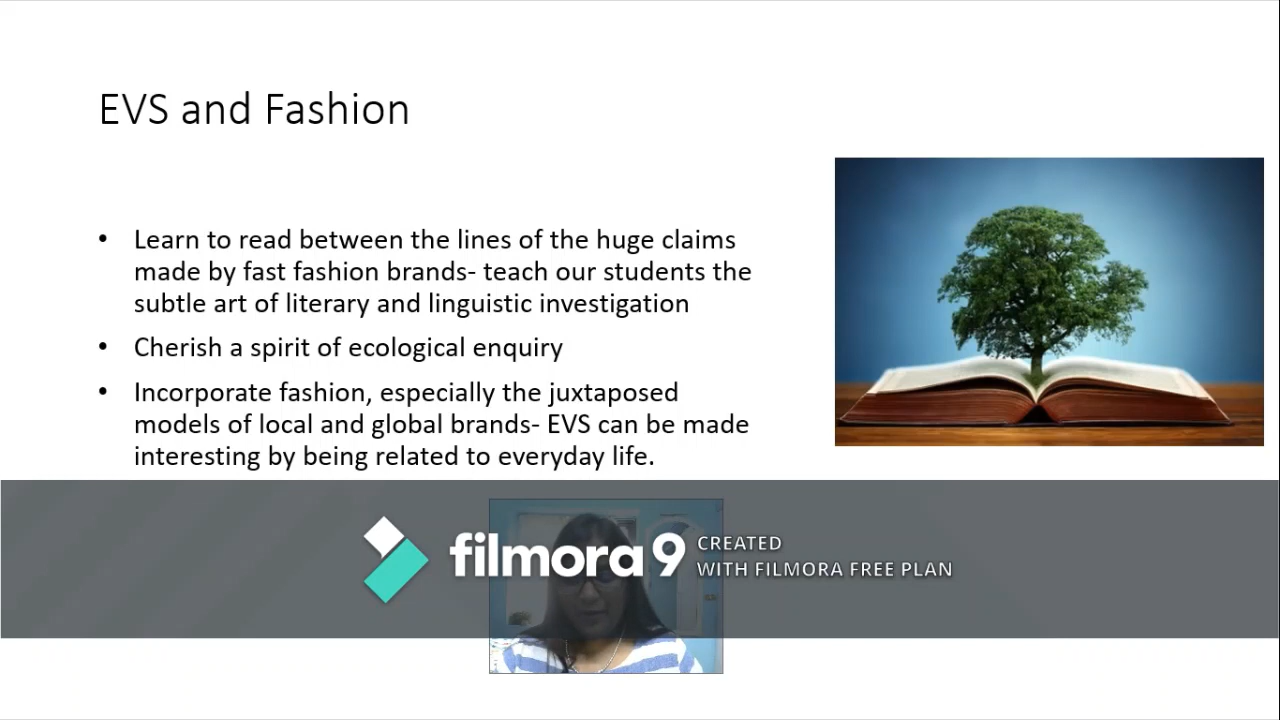 EVS and Fashion
• Learn to read between the lines of the huge claims
made by fast fashion brands- teach our students the
subtle art of literary and linguistic investigation
• Cherish a spirit of ecological enquiry
• Incorporate fashion, especially the juxtaposed
models of local and global brands- EVS can be made
interesting by being related to everyday life.
filmora9
CREATED
WITH FILMORA FREE PLAN